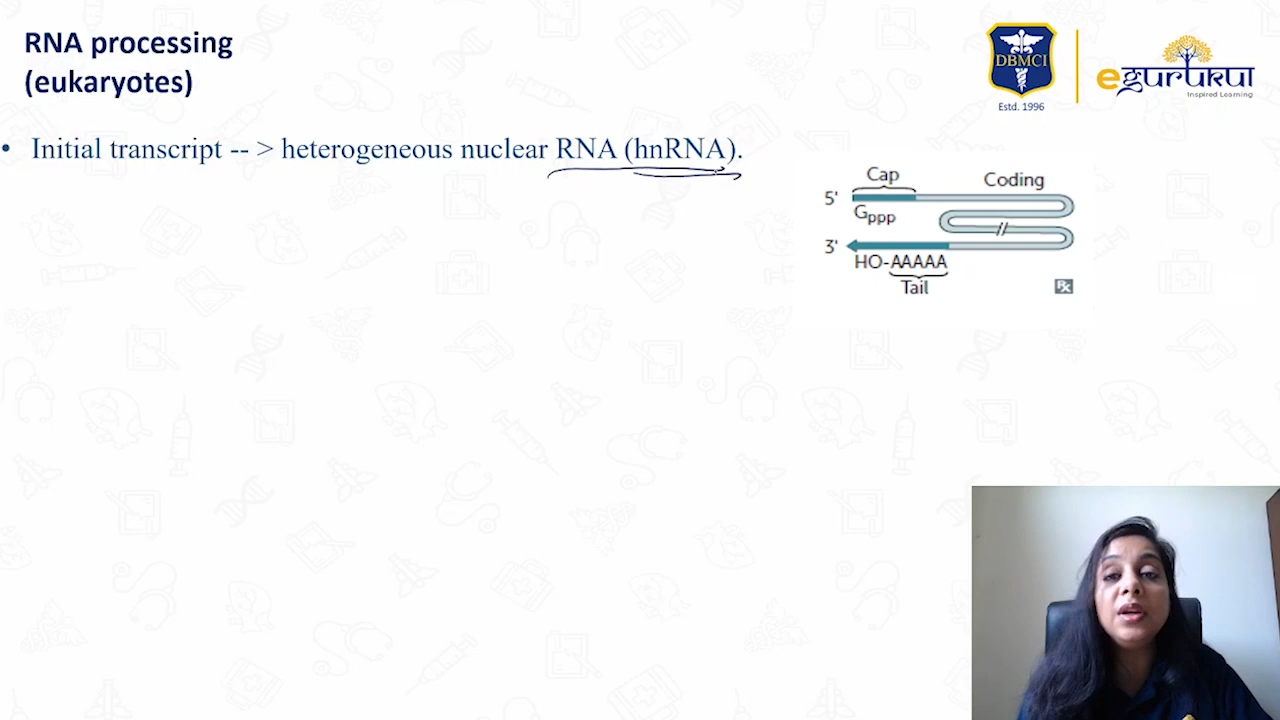 RNA processing
(eukaryotes)
DBMCI
Estd. 1996
egurukul
Inspired Learning
• Initial transcript -- > heterogeneous nuclear RNA (hnRNA).
Cap
Coding
5'
Gppp
3'
HO-AAAAA
Tail
Rx